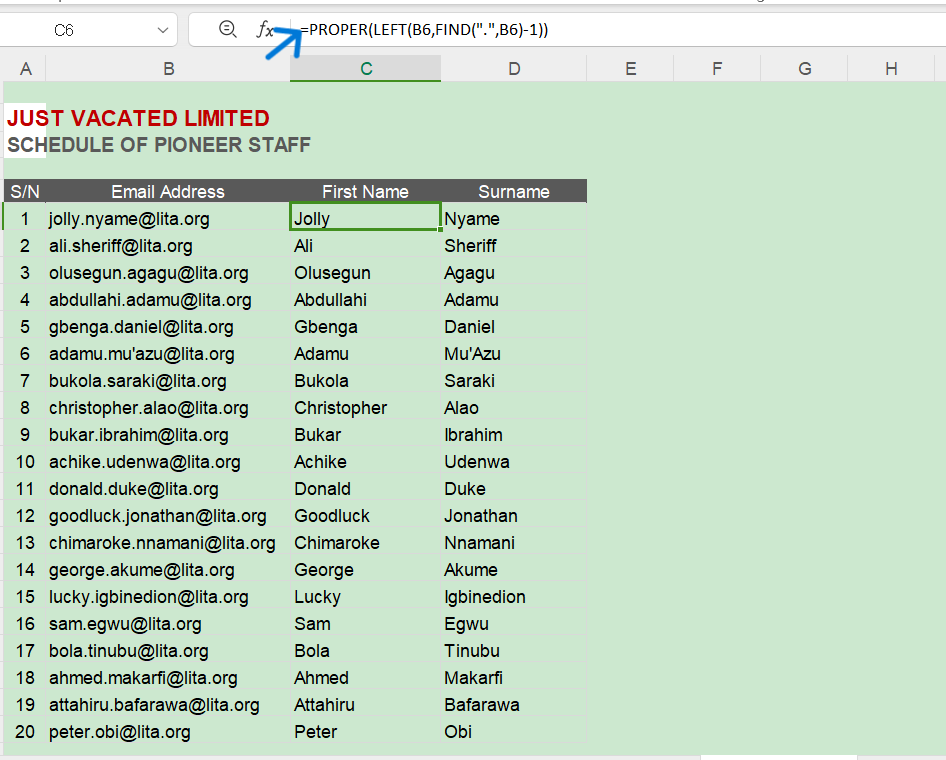 C6 fx =PROPER(LEFT(B6,FIND(".",B6)-1))
A B C D E F G H
JUST VACATED LIMITED
SCHEDULE OF PIONEER STAFF
S/N Email Address First Name Surname
1 jolly.nyame@lita.org Jolly Nyame
2 ali.sheriff@lita.org Ali Sheriff
3 olusegun.agagu@lita.org Olusegun Agagu
4 abdullahi.adamu@lita.org Abdullahi Adamu
5 gbenga.daniel@lita.org Gbenga Daniel
6 adamu.mu'azu@lita.org Adamu Mu'Azu
7 bukola.saraki@lita.org Bukola Saraki
8 christopher.alao@lita.org Christopher Alao
9 bukar.ibrahim@lita.org Bukar Ibrahim
10 achike.udenwa@lita.org Achike Udenwa
11 donald.duke@lita.org Donald Duke
12 goodluck.jonathan@lita.org Goodluck Jonathan
13 chimaroke.nnamani@lita.org Chimaroke Nnamani
14 george.akume@lita.org George Akume
15 lucky.igbinedion@lita.org Lucky Igbinedion
16 sam.egwu@lita.org Sam Egwu
17 bola.tinubu@lita.org Bola Tinubu
18 ahmed.makarfi@lita.org Ahmed Makarfi
19 attahiru.bafarawa@lita.org Attahiru Bafarawa
20 peter.obi@lita.org Peter Obi